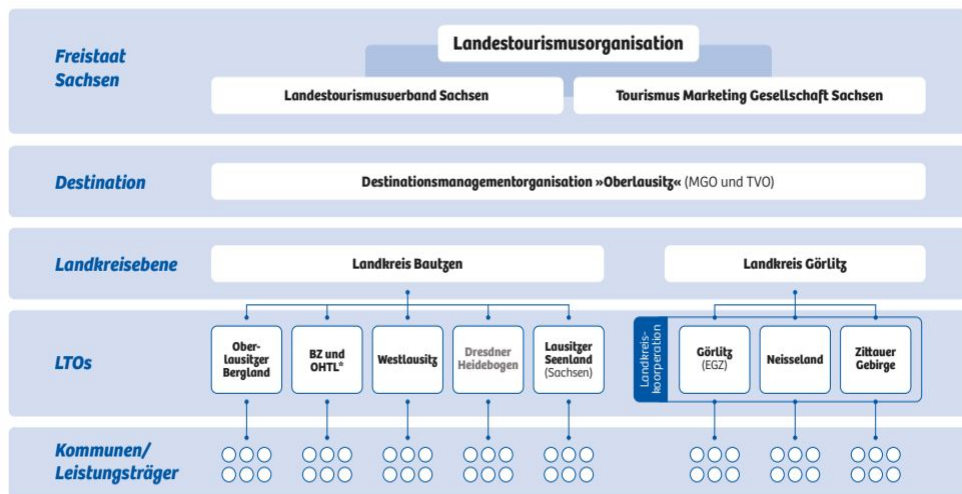 Freistaat
Sachsen
Landestourismusorganisation
Landestourismusverband Sachsen
Tourismus Marketing Gesellschaft Sachsen
Destination
Destinationsmanagementorganisation »Oberlausitz« (MGO und TVO)
Landkreisebene
Landkreis Bautzen
Landkreis Görlitz
LTOs
Ober-
lausitzer
Bergland
BZ und
OHTL*
Westlausitz
Dresdner
Heidebogen
Lausitzer
Seenland
(Sachsen)
Landkreis-
koorperation
Görlitz
(EGZ)
Neisseland
Zittauer
Gebirge
Kommunen/
Leistungsträger